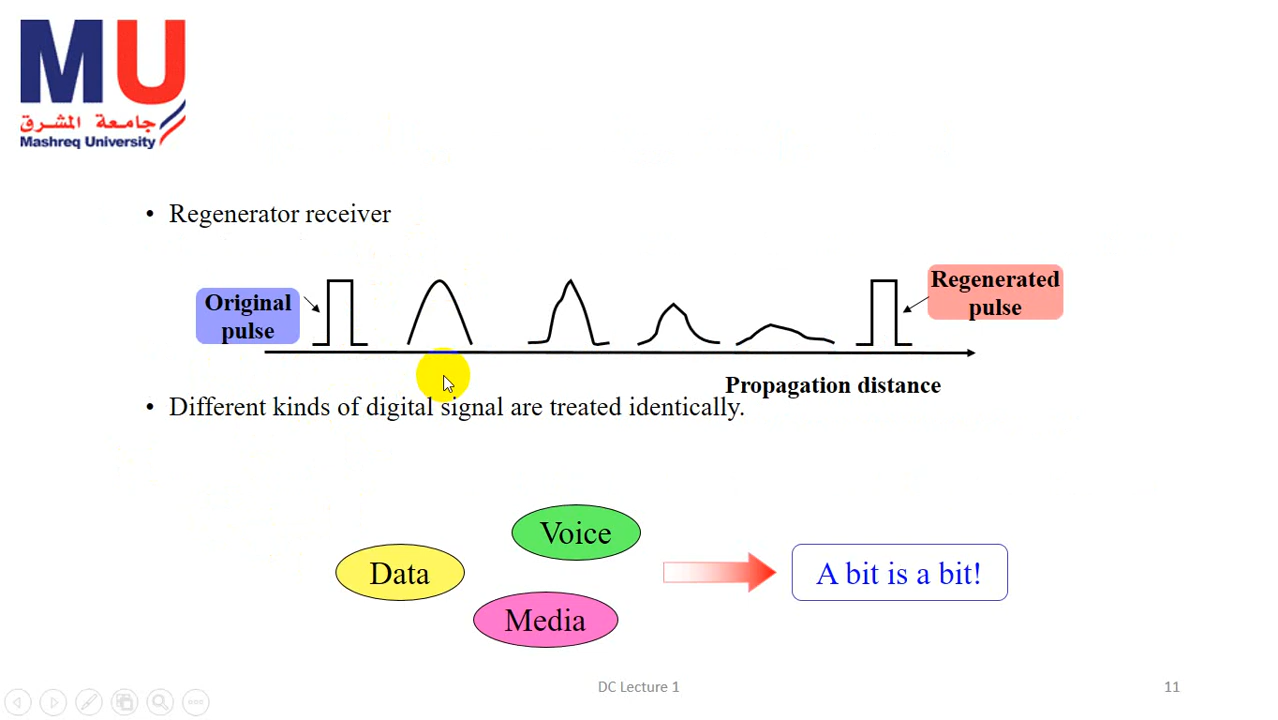 MU
جامعة المشرق
Mashreq University
• Regenerator receiver
Original
pulse
Regenerated
pulse
Propagation distance
• Different kinds of digital signal are treated identically.
Voice
Data
Media
A bit is a bit!
DC Lecture 1
11